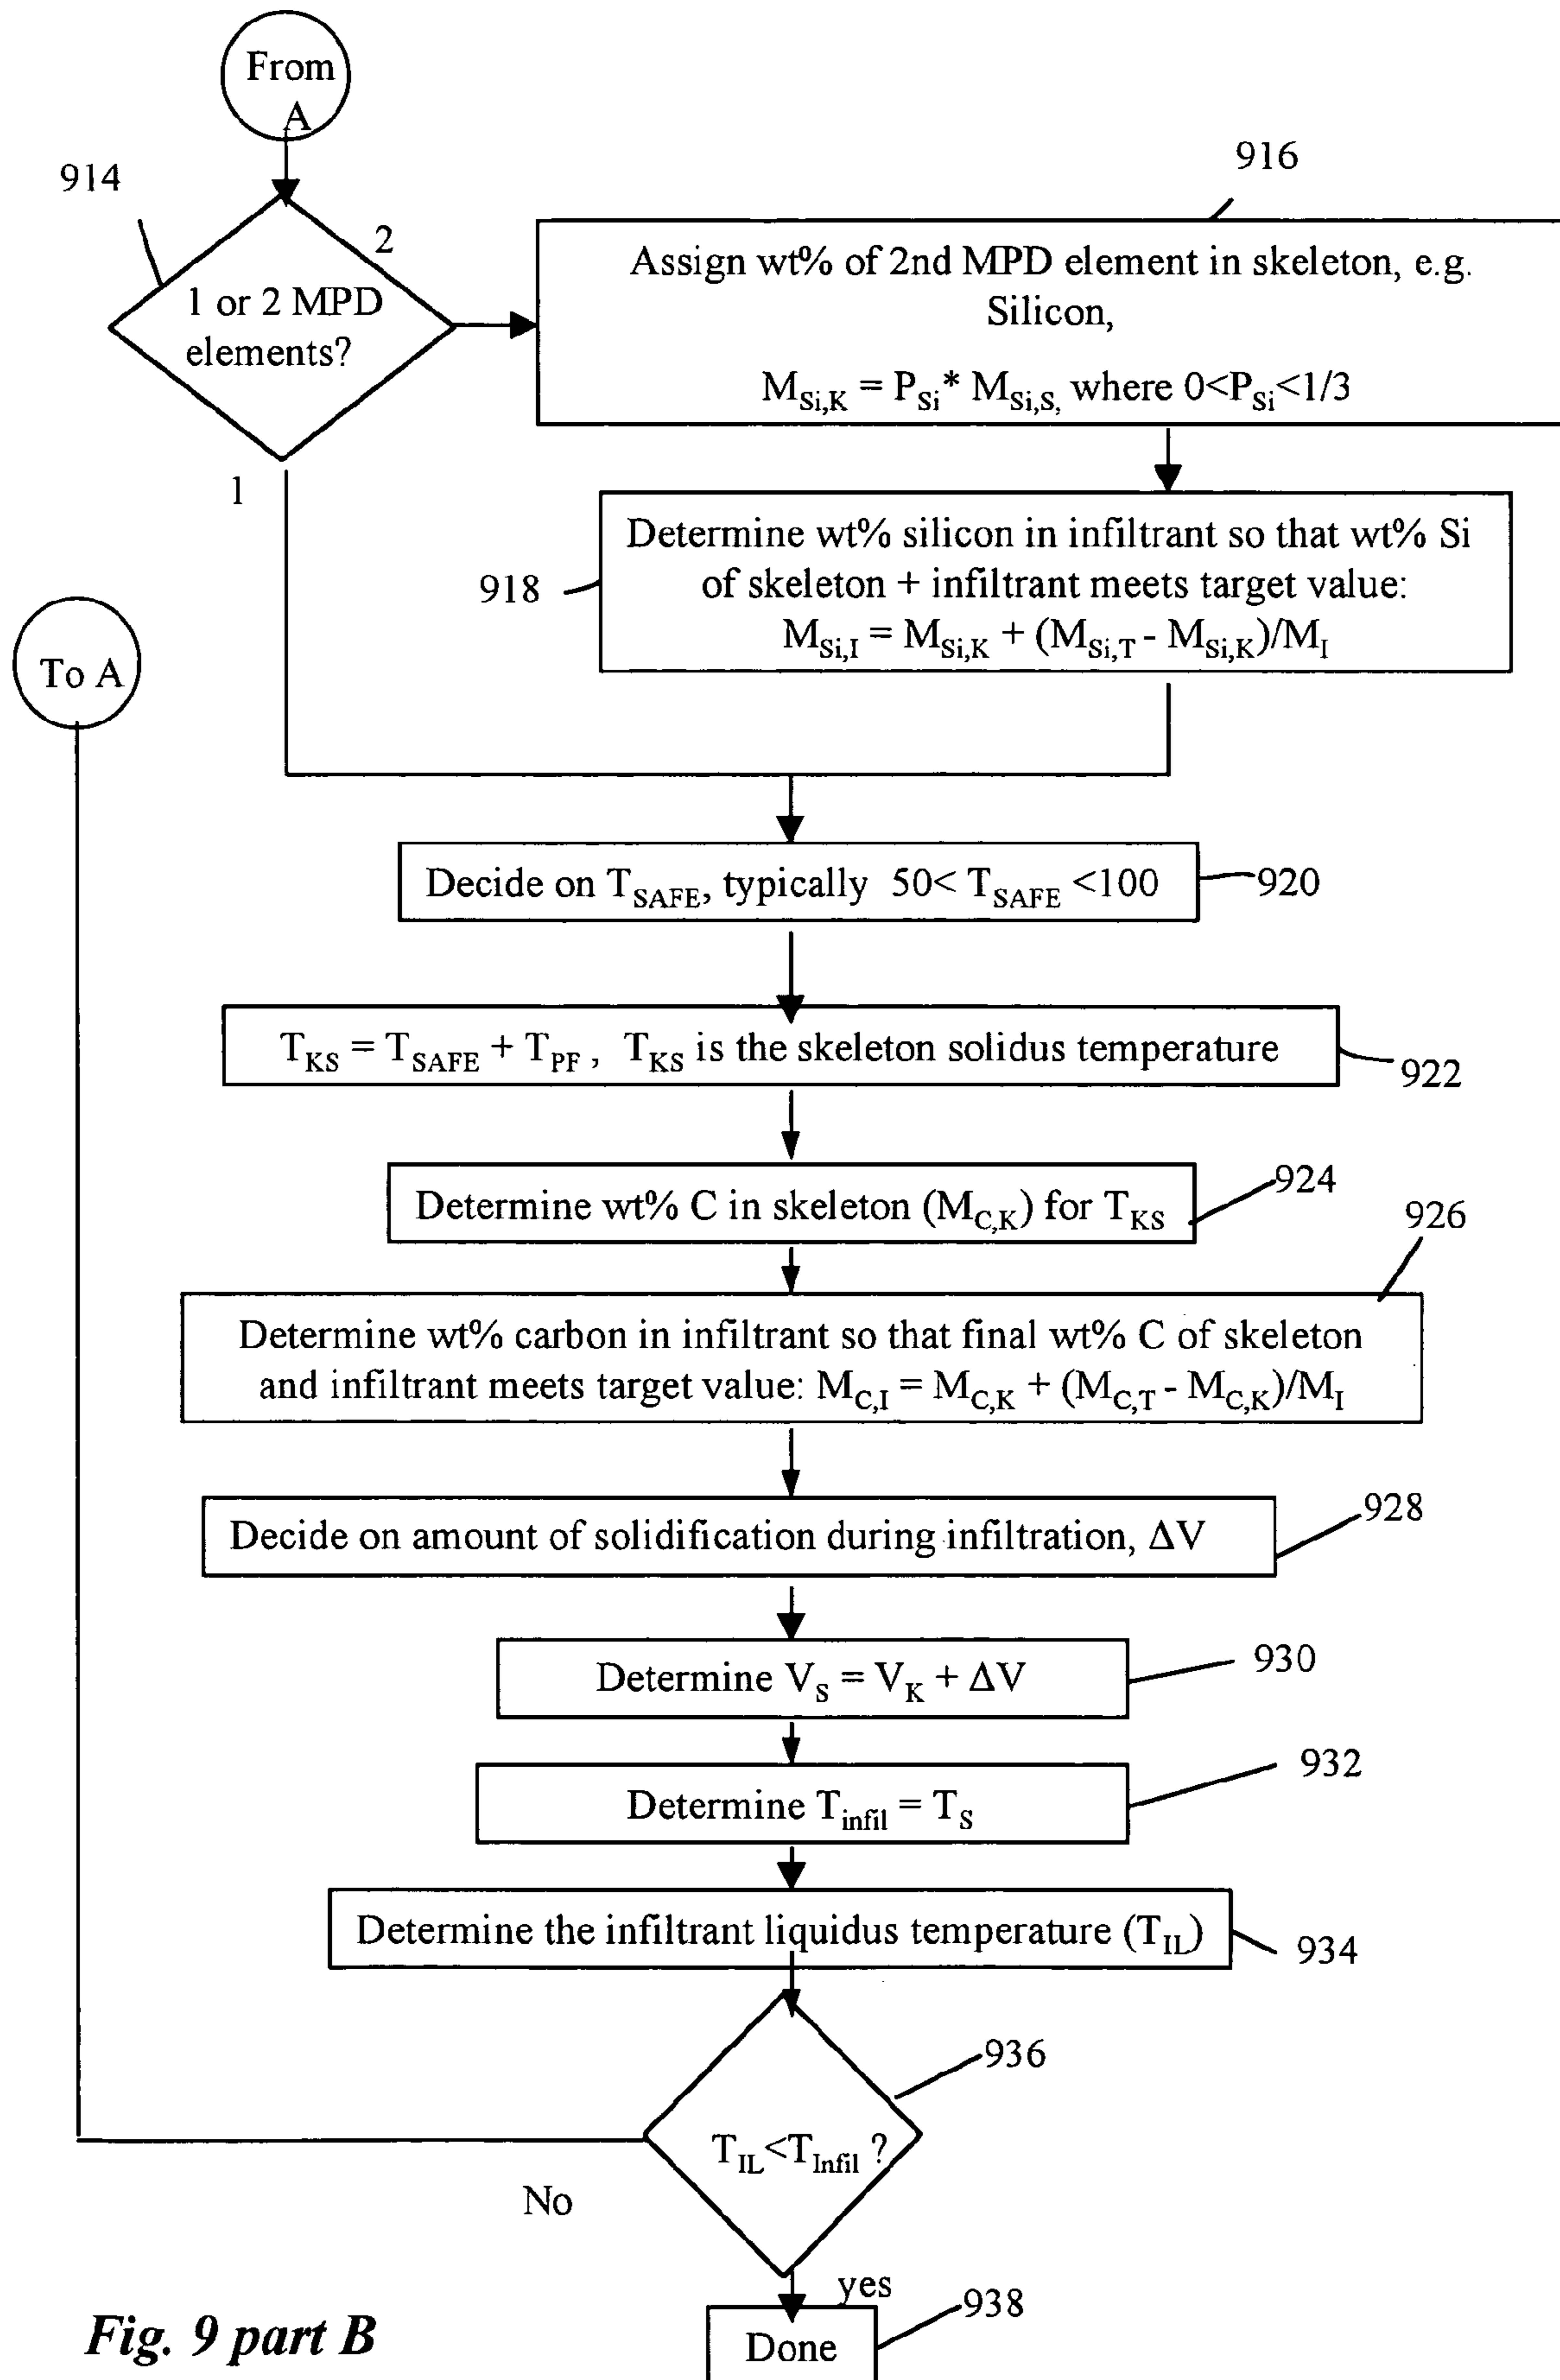 From
A
914
2
1 or 2 MPD
elements?
1
916
Assign wt% of 2nd MPD element in skeleton, e.g.
Silicon,
M_Si,K = P_Si* M_Si,S, where 0<P_Si<1/3
Determine wt% silicon in infiltrant so that wt% Si
of skeleton + infiltrant meets target value:
M_Si,I = M_Si,K + (M_Si,T - M_Si,K)/M_I
918
To A
Decide on T_SAFE, typically 50< T_SAFE <100
920
T_KS = T_SAFE + T_PF , T_KS is the skeleton solidus temperature
922
Determine wt% C in skeleton (M_C,K) for T_KS
924
926
Determine wt% carbon in infiltrant so that final wt% C of skeleton
and infiltrant meets target value: M_C,I = M_C,K + (M_C,T - M_C,K)/M_I
Decide on amount of solidification during infiltration, ΔV
928
Determine V_S = V_K + ΔV
930
Determine T_infil = T_S
932
Determine the infiltrant liquidus temperature (T_IL)
934
936
T_IL<T_Infil ?
No
yes
Done
938
Fig. 9 part B